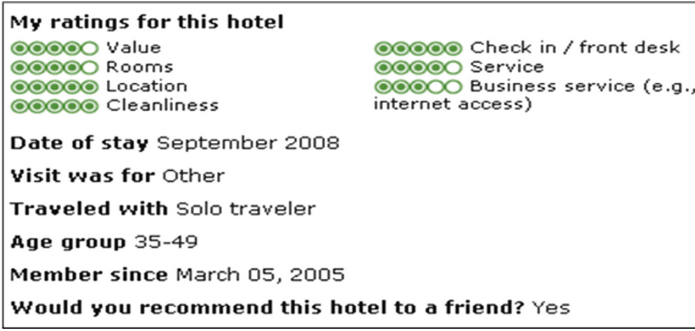 My ratings for this hotel
Value
Rooms
Location
Cleanliness
Check in / front desk
Service
Business service (e.g.,
internet access)
Date of stay September 2008
Visit was for Other
Traveled with Solo traveler
Age group 35-49
Member since March 05, 2005
Would you recommend this hotel to a friend? Yes